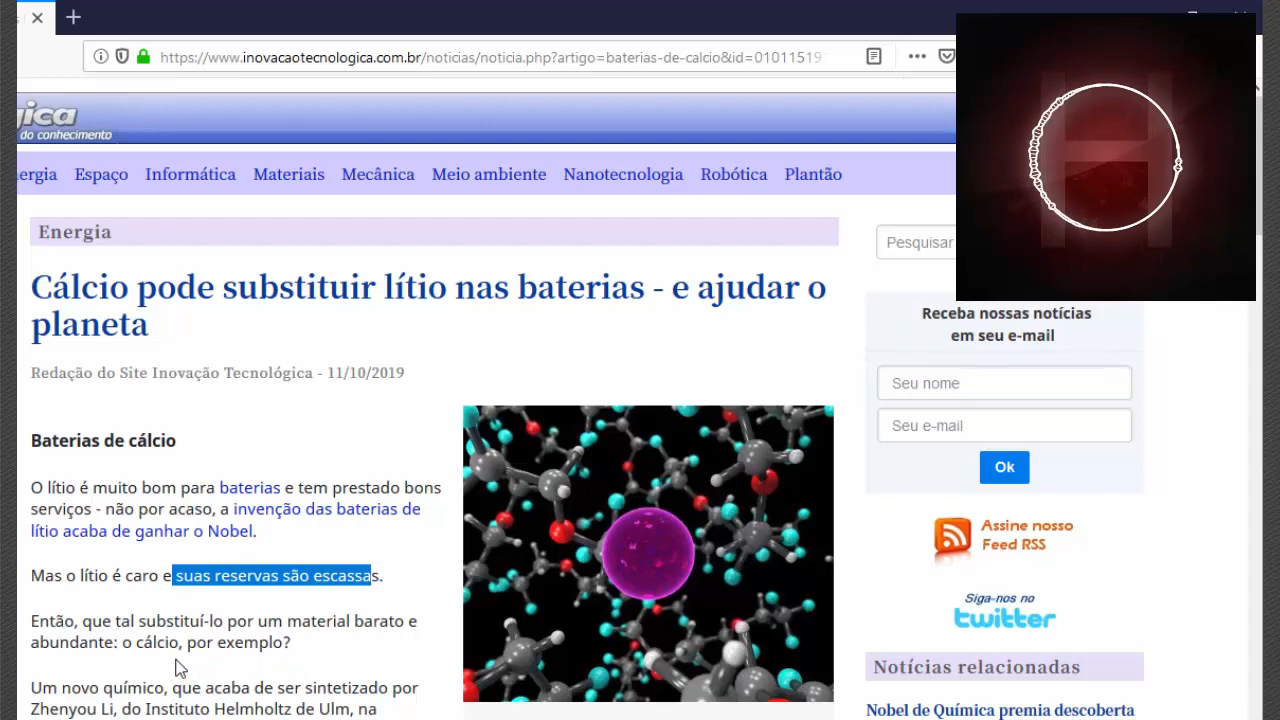 https://www.inovacaotecnologica.com.br/noticias/noticia.php?artigo=baterias-de-calcio&id=01011519
gica
do conhecimento
ergia Espaço Informática Materiais Mecânica Meio ambiente Nanotecnologia Robótica Plantão
Energia
Pesquisar
Cálcio pode substituir lítio nas baterias - e ajudar o
planeta
Redação do Site Inovação Tecnológica - 11/10/2019
Baterias de cálcio
O lítio é muito bom para baterias e tem prestado bons
serviços - não por acaso, a invenção das baterias de
lítio acaba de ganhar o Nobel.
Mas o lítio é caro e suas reservas são escassas.
Então, que tal substituí-lo por um material barato e
abundante: o cálcio, por exemplo?
Um novo químico, que acaba de ser sintetizado por
Zhenyou Li, do Instituto Helmholtz de Ulm, na
Receba nossas notícias
em seu e-mail
Seu nome
Seu e-mail
Ok
Assine nosso
Feed RSS
Siga-nos no
twitter
Notícias relacionadas
Nobel de Química premia descoberta